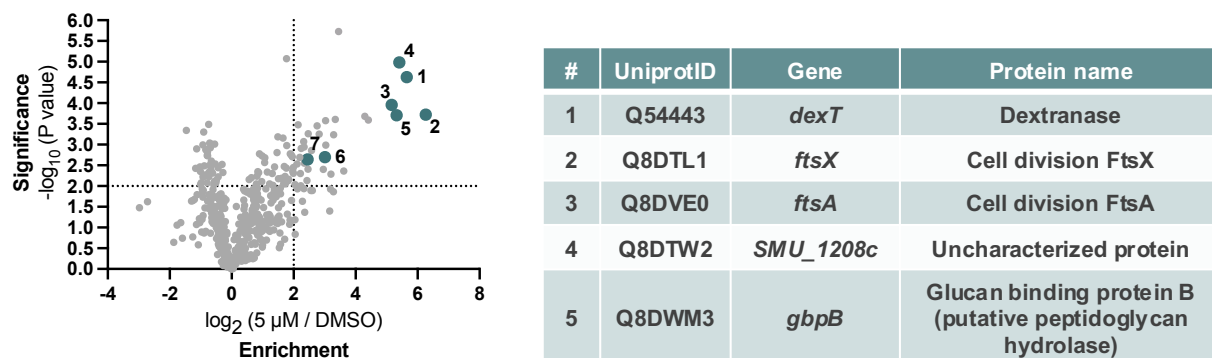 Significance
-log10 (P value)
6.0
5.5
5.0
4.5
4.0
3.5
3.0
2.5
2.0
1.5
1.0
0.5
0.0
4
1
3
5
2
7
6
-4 -2 0 2 4 6 8
log2 (5 µM / DMSO)
Enrichment
# UniprotID Gene Protein name
1 Q54443 dexT Dextranase
2 Q8DTL1 ftsX Cell division FtsX
3 Q8DVE0 ftsA Cell division FtsA
4 Q8DTW2 SMU_1208c Uncharacterized protein
5 Q8DWM3 gbpB Glucan binding protein B
(putative peptidoglycan
hydrolase)